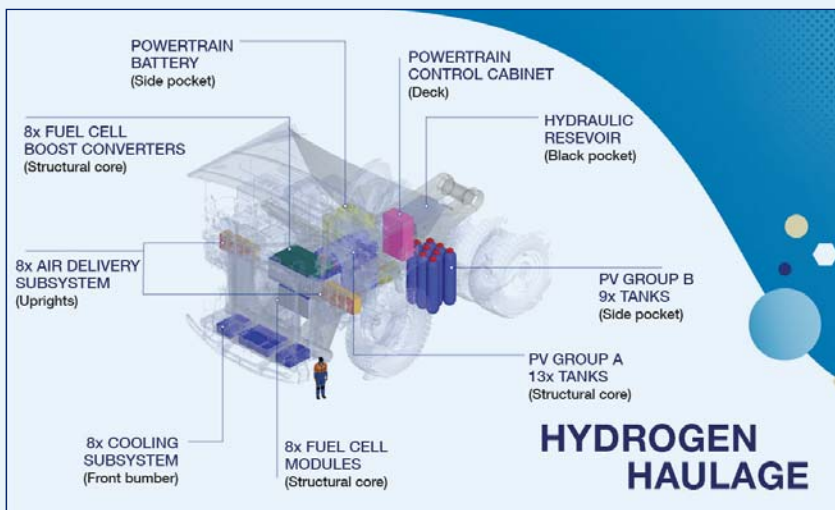 POWERTRAIN
BATTERY
(Side pocket)
POWERTRAIN
CONTROL CABINET
(Deck)
8x FUEL CELL
BOOST CONVERTERS
(Structural core)
HYDRAULIC
RESEVOIR
(Black pocket)
8x AIR DELIVERY
SUBSYSTEM
(Uprights)
PV GROUP B
9x TANKS
(Side pocket)
PV GROUP A
13x TANKS
(Structural core)
8x COOLING
SUBSYSTEM
(Front bumber)
8x FUEL CELL
MODULES
(Structural core)
HYDROGEN
HAULAGE